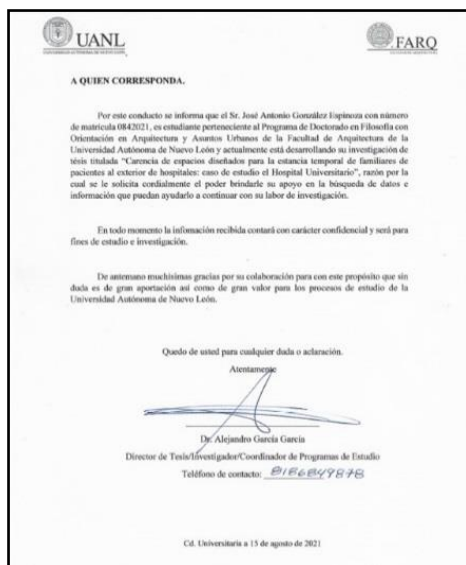 UANL
FARQ
A QUIEN CORRESPONDA.
Por este conducto se informa que el Sr. José Antonio González Espinoza con número
de matrícula 0842021, es estudiante perteneciente al Programa de Doctorado en Filosofía con
Orientación en Arquitectura y Asuntos Urbanos de la Facultad de Arquitectura de la
Universidad Autónoma de Nuevo León y actualmente está desarrollando su investigación de
tésis titulada “Carencia de espacios diseñados para la estancia temporal de familiares de
pacientes al exterior de hospitales: caso de estudio el Hospital Universitario”, razón por la
cual se le solicita cordialmente el poder brindarle su apoyo en la búsqueda de datos e
información que puedan ayudarlo a continuar con su labor de investigación.
En todo momento la infomación recibida contará con carácter confidencial y será para
fines de estudio e investigación.
De antemano muchísimas gracias por su colaboración para con este propósito que sin
duda es de gran aportación así como de gran valor para los procesos de estudio de la
Universidad Autónoma de Nuevo León.
Quedo de usted para cualquier duda o aclaración.
Atentamente
Dr. Alejandro García García
Director de Tesis/Investigador/Coordinador de Programas de Estudio
Teléfono de contacto: 8186849878
Cd. Universitaria a 15 de agosto de 2021